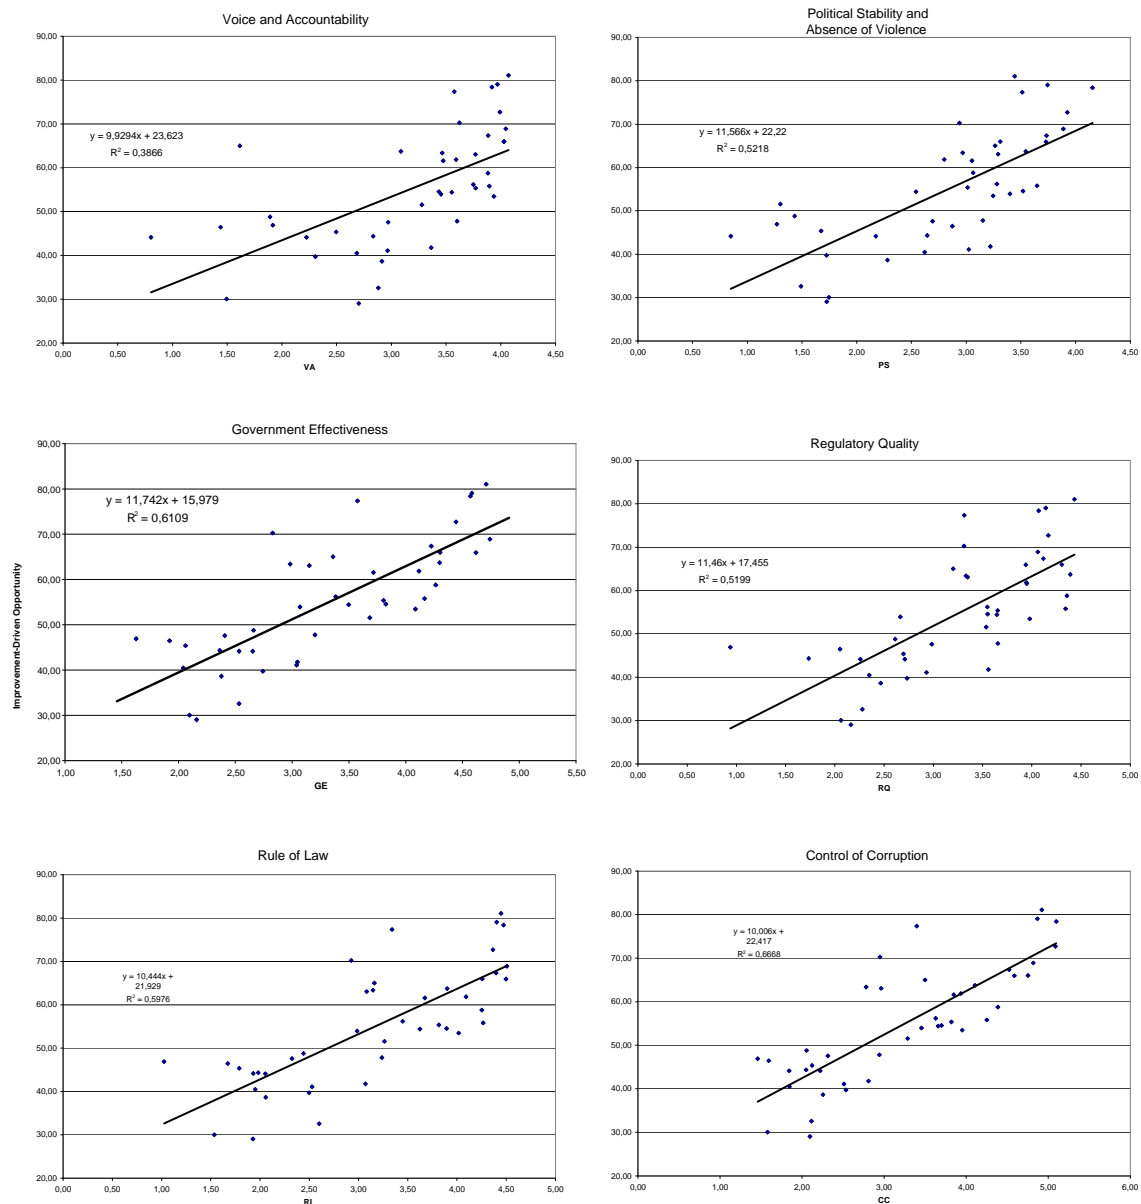 Voice and Accountability
90,00
80,00
70,00
60,00
50,00
40,00
30,00
20,00
y = 9,9294x + 23,623
R² = 0,3866
0,00 0,50 1,00 1,50 2,00 2,50 3,00 3,50 4,00 4,50
VA
Political Stability and
Absence of Violence
90,00
80,00
70,00
60,00
50,00
40,00
30,00
20,00
y = 11,566x + 22,22
R² = 0,5218
0,00 0,50 1,00 1,50 2,00 2,50 3,00 3,50 4,00 4,50
PS
Government Effectiveness
Improvement-Driven Opportunity
90,00
80,00
70,00
60,00
50,00
40,00
30,00
20,00
y = 11,742x + 15,979
R² = 0,6109
1,00 1,50 2,00 2,50 3,00 3,50 4,00 4,50 5,00 5,50
GE
Regulatory Quality
90,00
80,00
70,00
60,00
50,00
40,00
30,00
20,00
y = 11,46x + 17,455
R² = 0,5199
0,00 0,50 1,00 1,50 2,00 2,50 3,00 3,50 4,00 4,50 5,00
RQ
Rule of Law
90,00
80,00
70,00
60,00
50,00
40,00
30,00
20,00
y = 10,444x +
21,929
R² = 0,5976
0,00 0,50 1,00 1,50 2,00 2,50 3,00 3,50 4,00 4,50 5,00
RL
Control of Corruption
90,00
80,00
70,00
60,00
50,00
40,00
30,00
20,00
y = 10,006x +
22,417
R² = 0,6668
0,00 1,00 2,00 3,00 4,00 5,00 6,00
CC